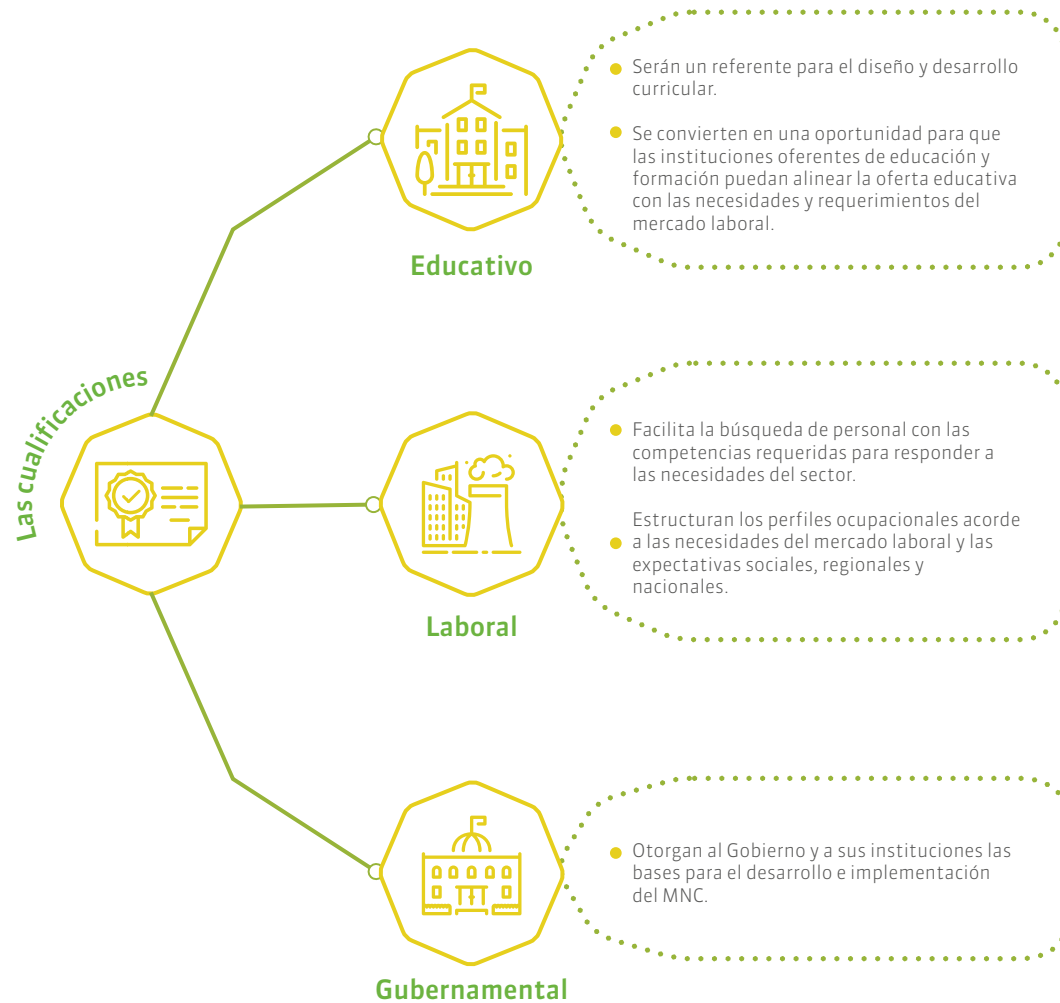 Las cualificaciones
Serán un referente para el diseño y desarrollo
curricular.
Se convierten en una oportunidad para que
las instituciones oferentes de educación y
formación puedan alinear la oferta educativa
con las necesidades y requerimientos del
mercado laboral.
Educativo
Facilita la búsqueda de personal con las
competencias requeridas para responder a
las necesidades del sector.
Estructuran los perfiles ocupacionales acorde
a las necesidades del mercado laboral y las
expectativas sociales, regionales y
nacionales.
Laboral
Otorgan al Gobierno y a sus instituciones las
bases para el desarrollo e implementación
del MNC.
Gubernamental